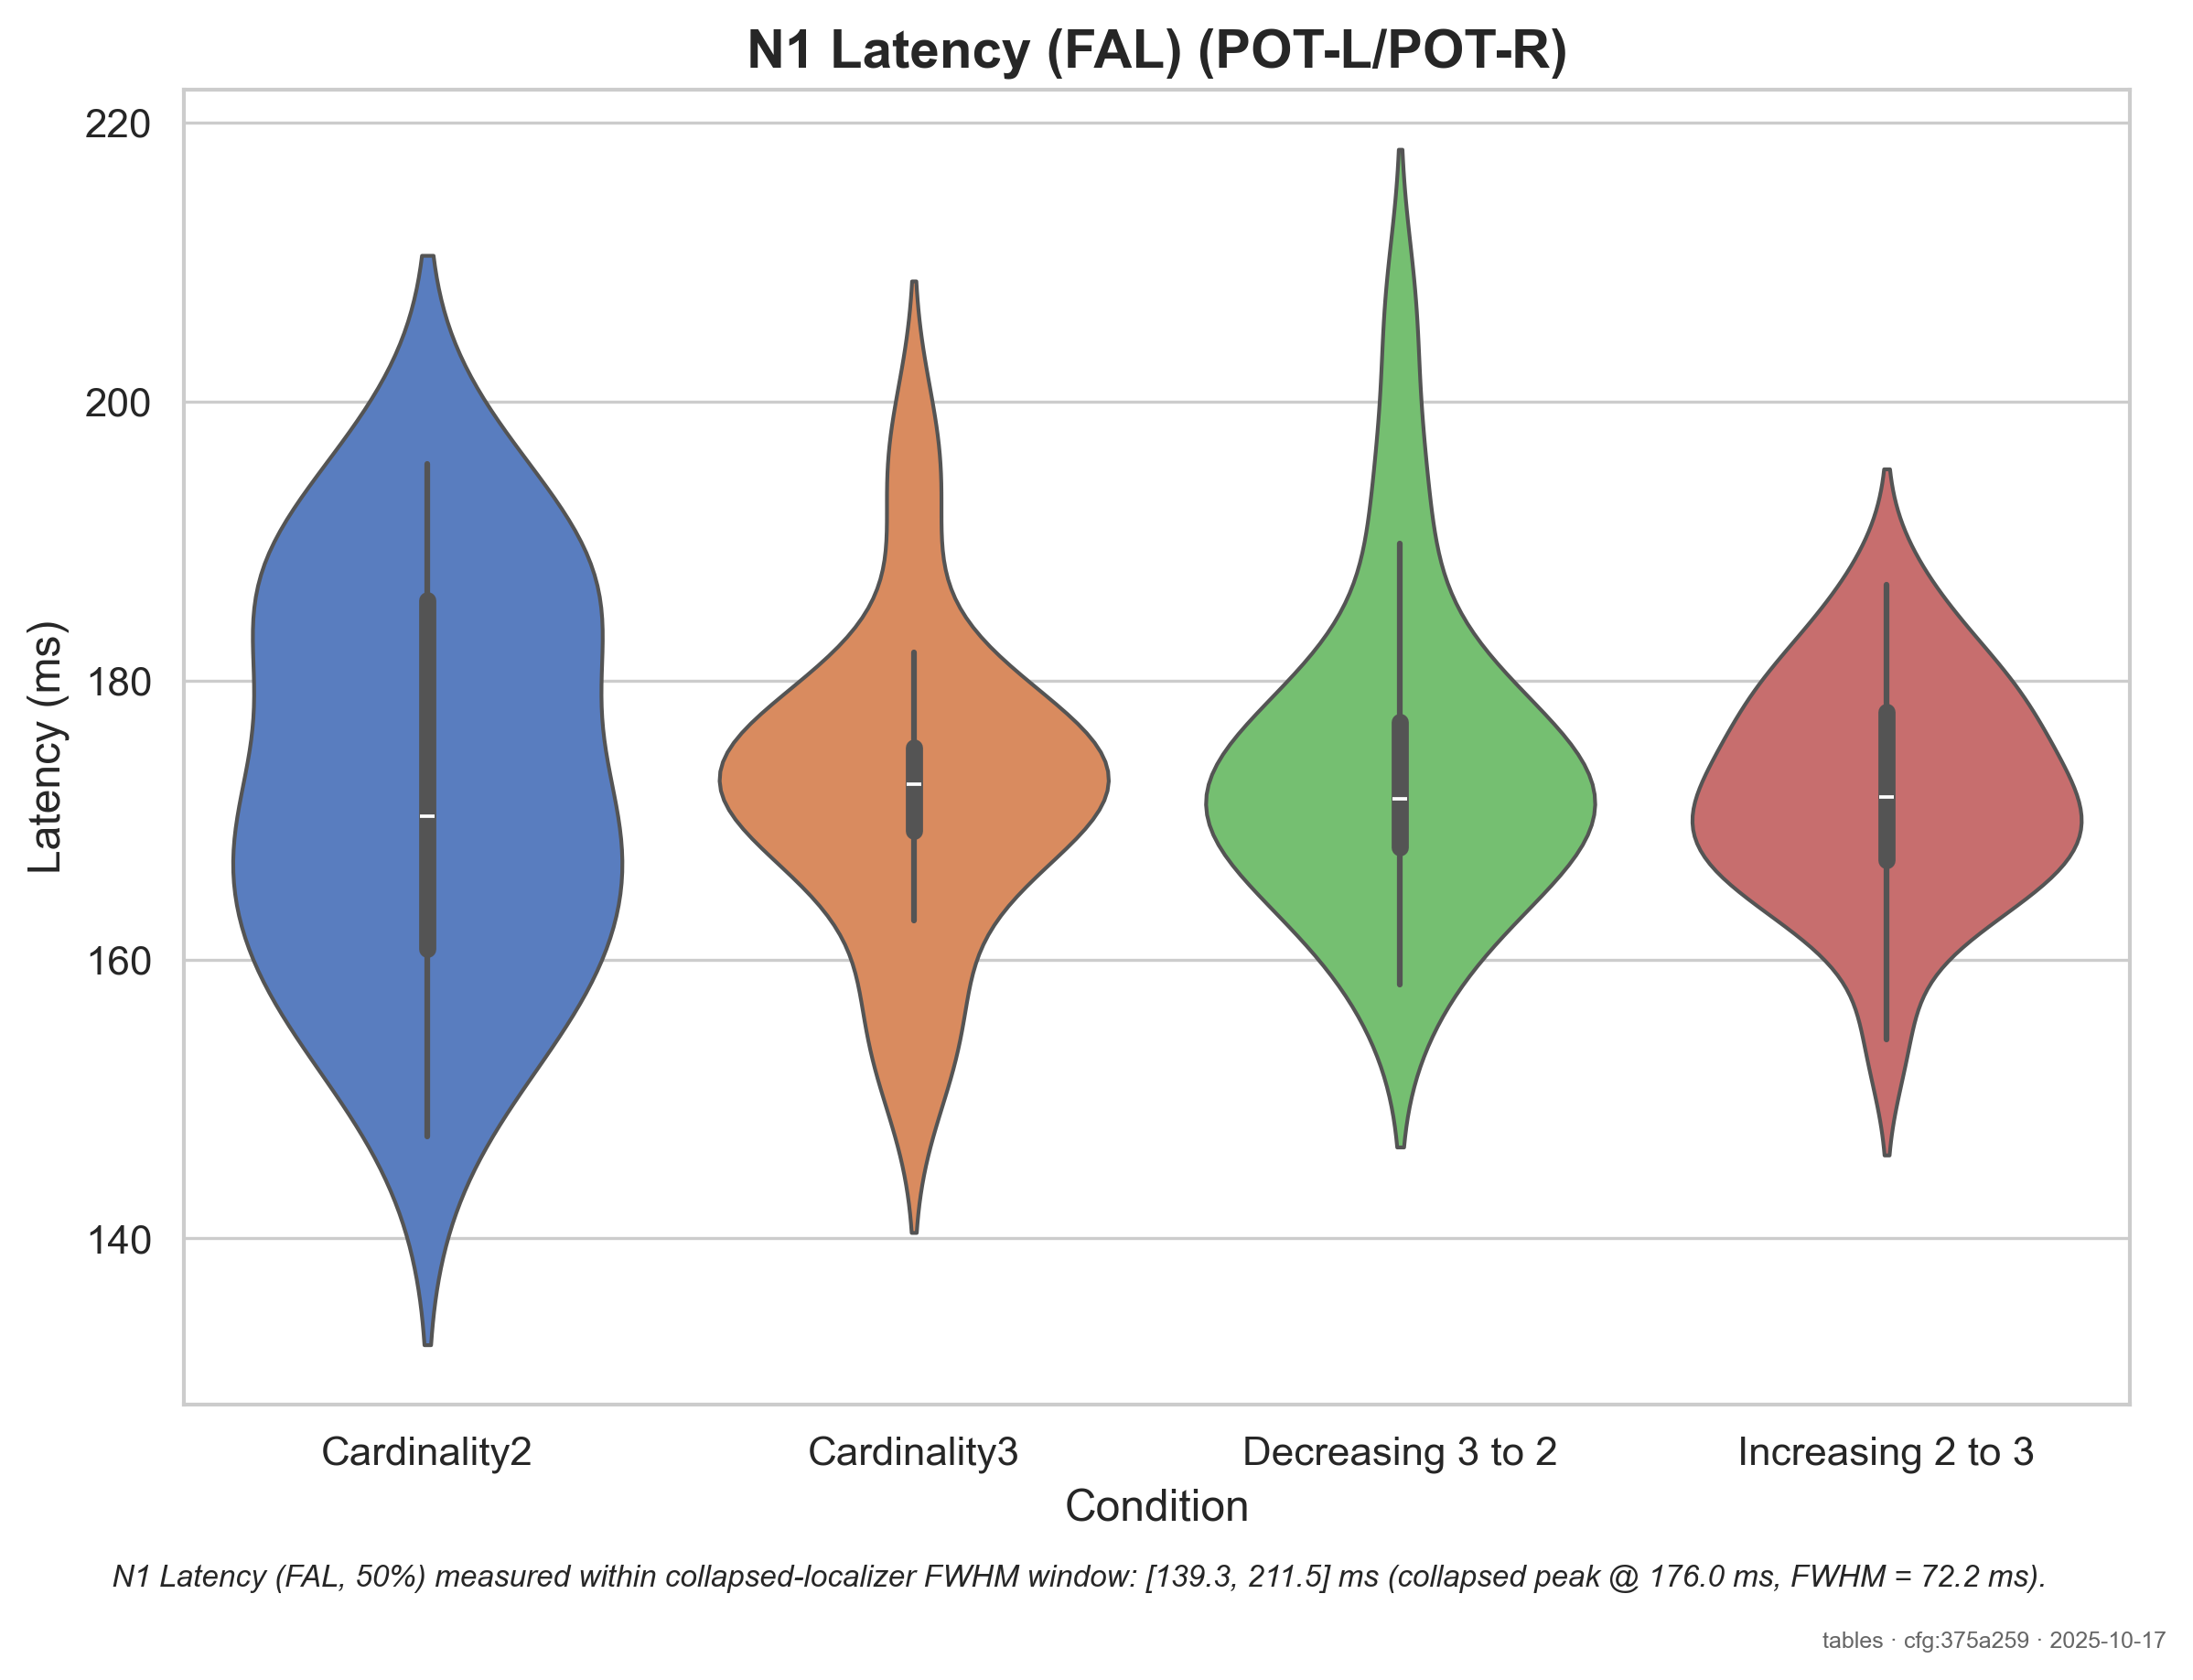 N1 Latency (FAL) (POT-L/POT-R)
Latency (ms)
220
200
180
160
140
Cardinality2
Cardinality3
Decreasing 3 to 2
Increasing 2 to 3
Condition
N1 Latency (FAL, 50%) measured within collapsed-localizer FWHM window: [139.3, 211.5] ms (collapsed peak @ 176.0 ms, FWHM = 72.2 ms).
tables · cfg:375a259 · 2025-10-17